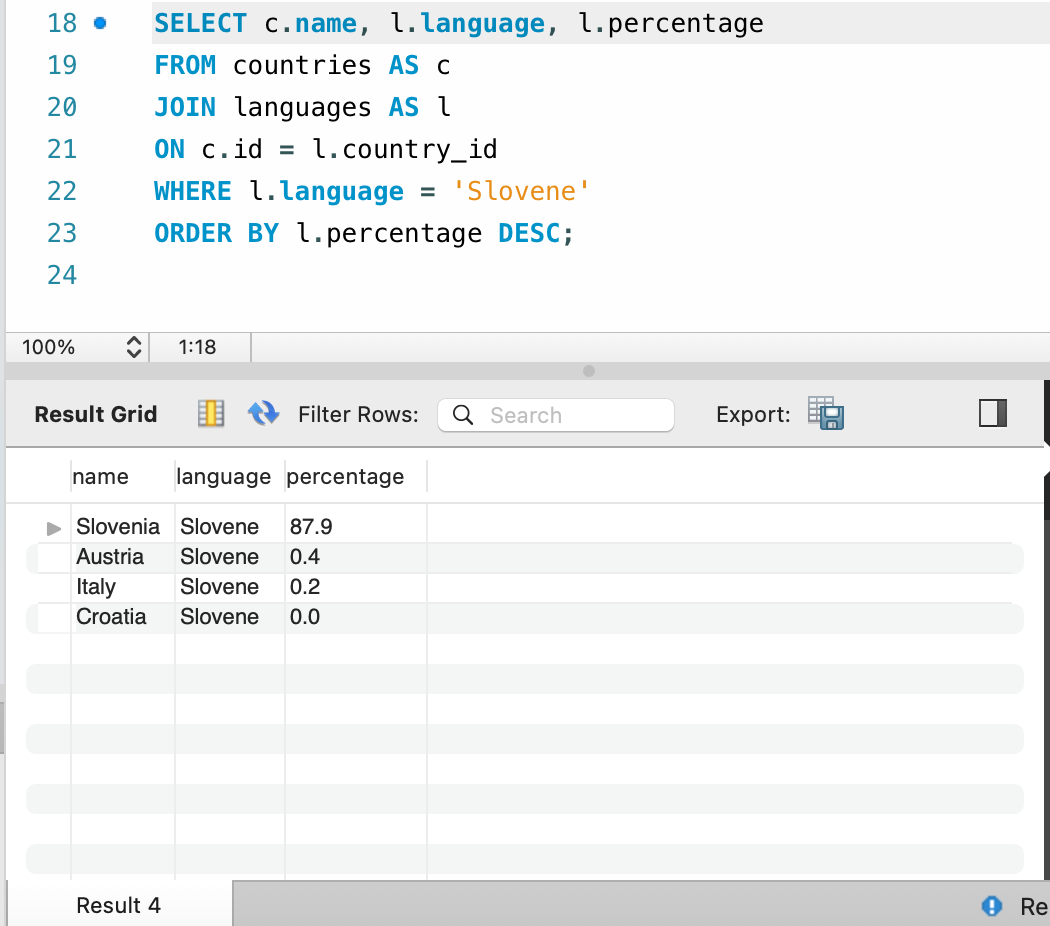 18 SELECT c.name, l.language, l.percentage
19 FROM countries AS c
20 JOIN languages AS l
21 ON c.id = l.country_id
22 WHERE l.language = 'Slovene'
23 ORDER BY l.percentage DESC;
24
100% 1:18
Result Grid Filter Rows: Search Export:
name language percentage
Slovenia Slovene 87.9
Austria Slovene 0.4
Italy Slovene 0.2
Croatia Slovene 0.0
Result 4 Re